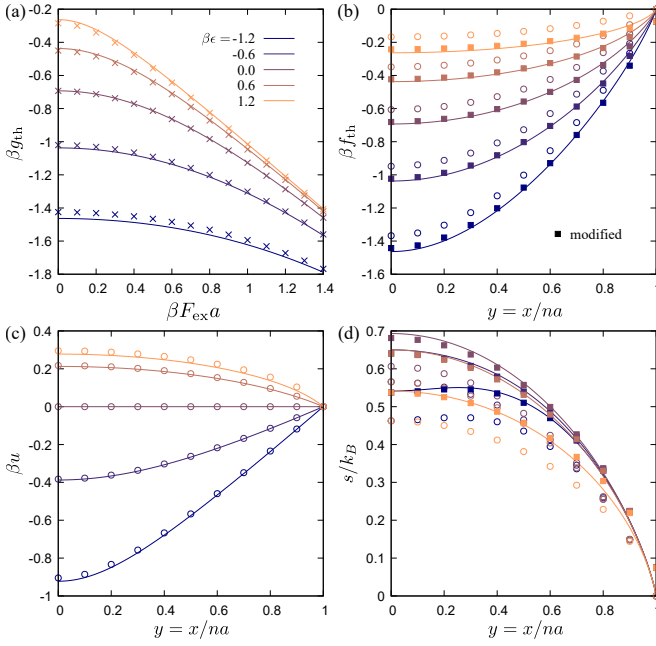 (a)
βϵ = -1.2
-0.6
0.0
0.6
1.2
-0.2
-0.4
-0.6
-0.8
-1
-1.2
-1.4
-1.6
-1.8
βg_th
0 0.2 0.4 0.6 0.8 1 1.2 1.4
βF_ex a
(b)
0
-0.2
-0.4
-0.6
-0.8
-1
-1.2
-1.4
-1.6
βf_th
modified
0 0.2 0.4 0.6 0.8 1
y = x/na
(c)
0.4
0.2
0
-0.2
-0.4
-0.6
-0.8
-1
βu
0 0.2 0.4 0.6 0.8 1
y = x/na
(d)
0.7
0.6
0.5
0.4
0.3
0.2
0.1
0
s/k_B
0 0.2 0.4 0.6 0.8 1
y = x/na